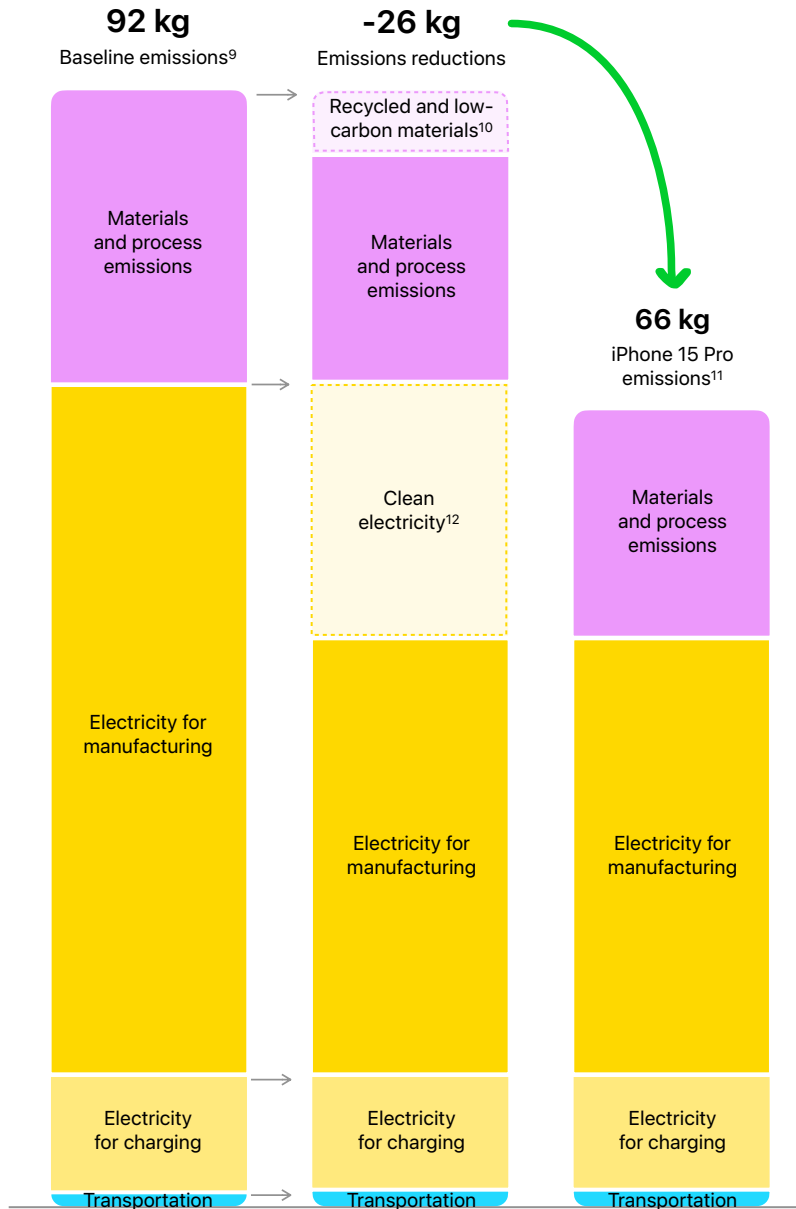 92 kg
Baseline emissions⁹
Materials
and process
emissions
Electricity for
manufacturing
Electricity
for charging
Transportation
-26 kg
Emissions reductions
Recycled and low-
carbon materials¹⁰
Materials
and process
emissions
Clean
electricity¹²
Electricity for
manufacturing
Electricity
for charging
Transportation
66 kg
iPhone 15 Pro
emissions¹¹
Materials
and process
emissions
Electricity for
manufacturing
Electricity
for charging
Transportation